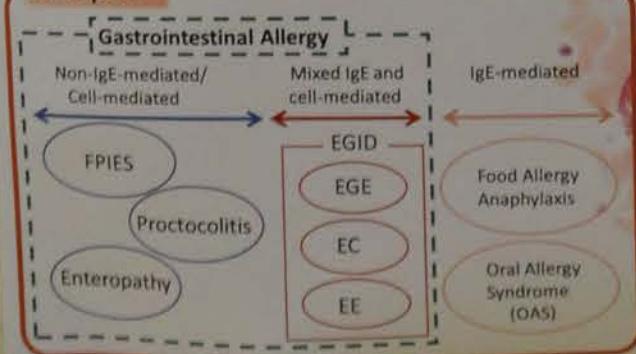 Gastrointestinal Allergy
Non-IgE-mediated/
Cell-mediated
Mixed IgE and
cell-mediated
IgE-mediated
FPIES
Proctocolitis
Enteropathy
EGID
EGE
EC
EE
Food Allergy
Anaphylaxis
Oral Allergy
Syndrome
(OAS)